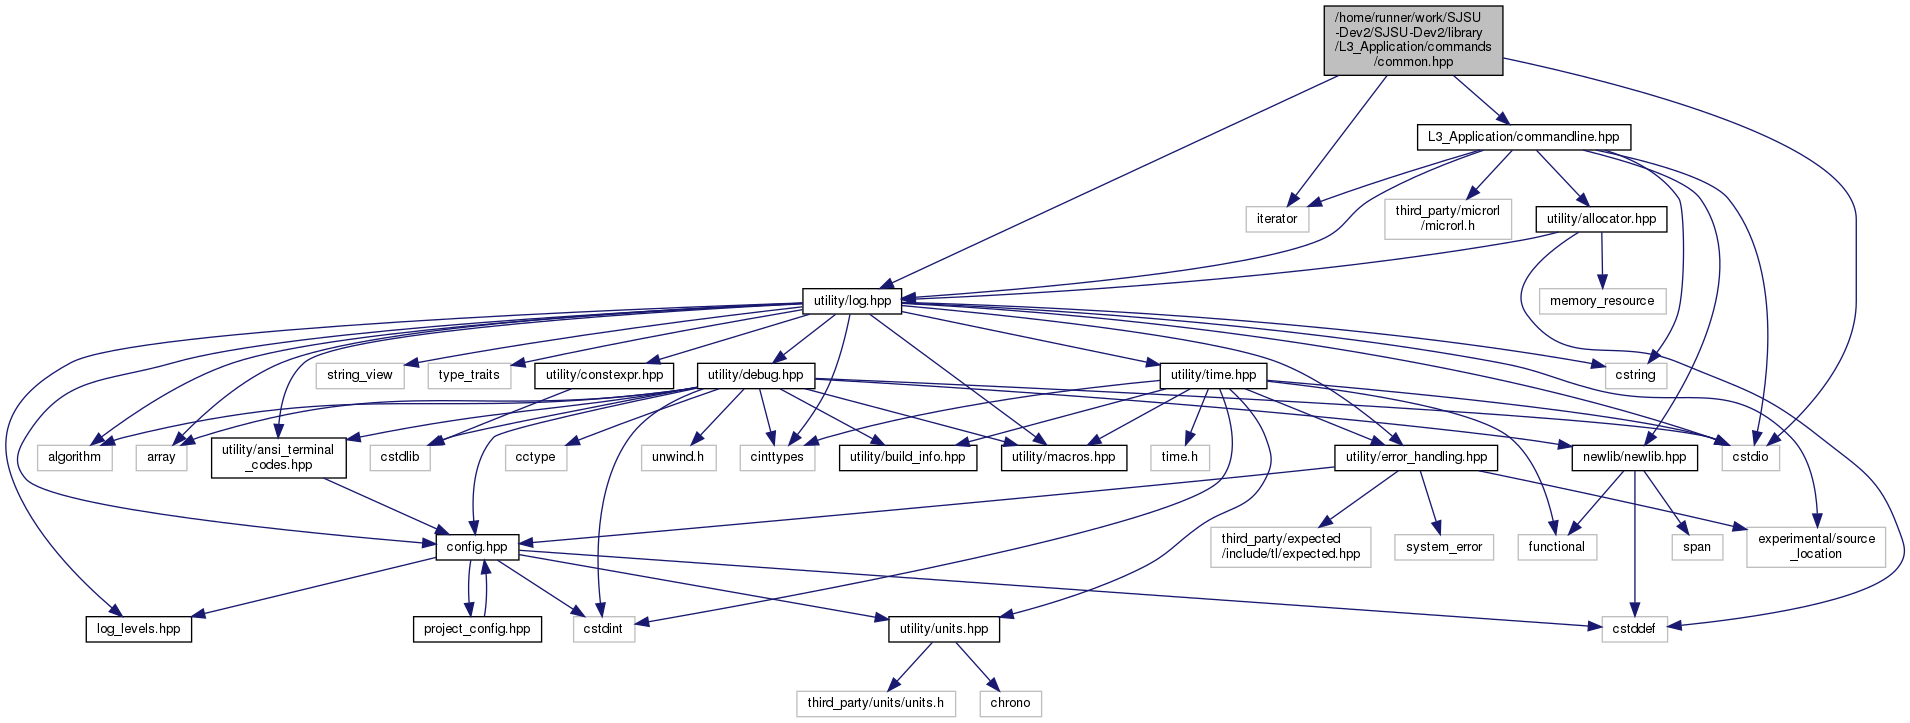 /home/runner/work/SJSU
-Dev2/SJSU-Dev2/library
/L3_Application/commands
/common.hpp
L3_Application/commandline.hpp
iterator
third_party/microrl
/microrl.h
utility/allocator.hpp
utility/log.hpp
memory_resource
string_view
type_traits
utility/constexpr.hpp
utility/debug.hpp
utility/time.hpp
cstring
algorithm
array
utility/ansi_terminal
_codes.hpp
cstdlib
cctype
unwind.h
cinttypes
utility/build_info.hpp
utility/macros.hpp
time.h
utility/error_handling.hpp
newlib/newlib.hpp
cstdio
config.hpp
third_party/expected
/include/tl/expected.hpp
system_error
functional
span
experimental/source
_location
log_levels.hpp
project_config.hpp
cstdint
utility/units.hpp
cstddef
third_party/units/units.h
chrono